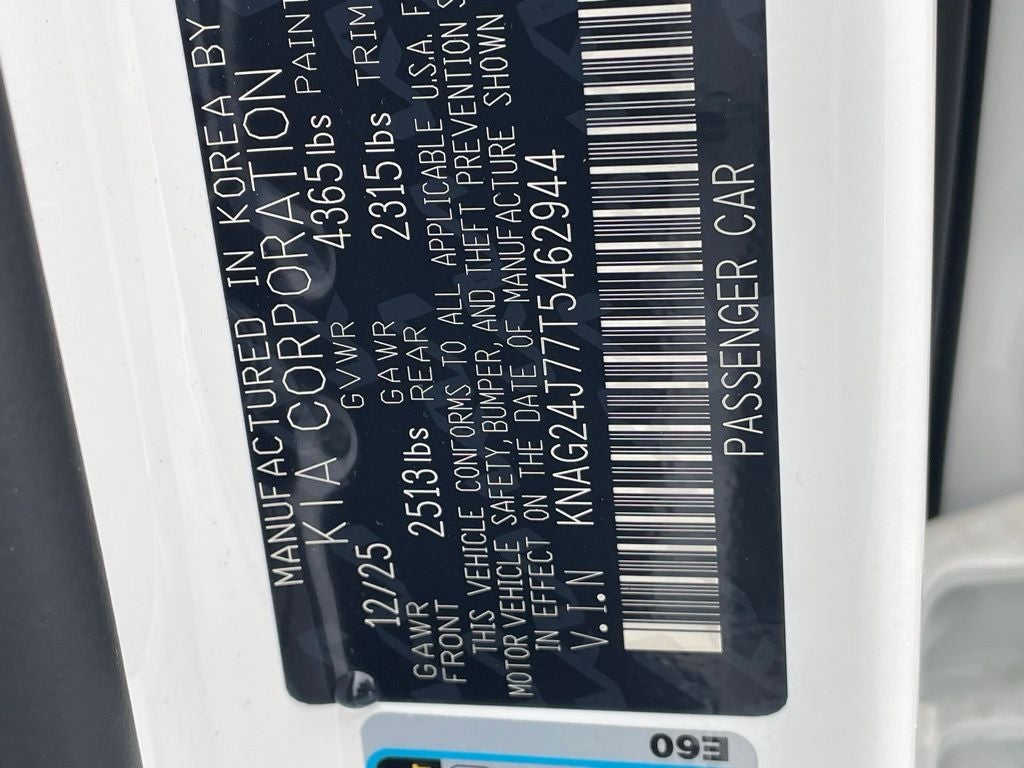 MANUFACTURED IN KOREA BY
KIA CORPORATION
12/25 GVWR 4365lbs PAINT
GAWR FRONT 2513lbs GAWR REAR 2315lbs TRIM
THIS VEHICLE CONFORMS TO ALL APPLICABLE U.S.A. F
MOTOR VEHICLE SAFETY, BUMPER, AND THEFT PREVENTION S
IN EFFECT ON THE DATE OF MANUFACTURE SHOWN
V.I.N KNAG24J77T5462944
PASSENGER CAR
E60